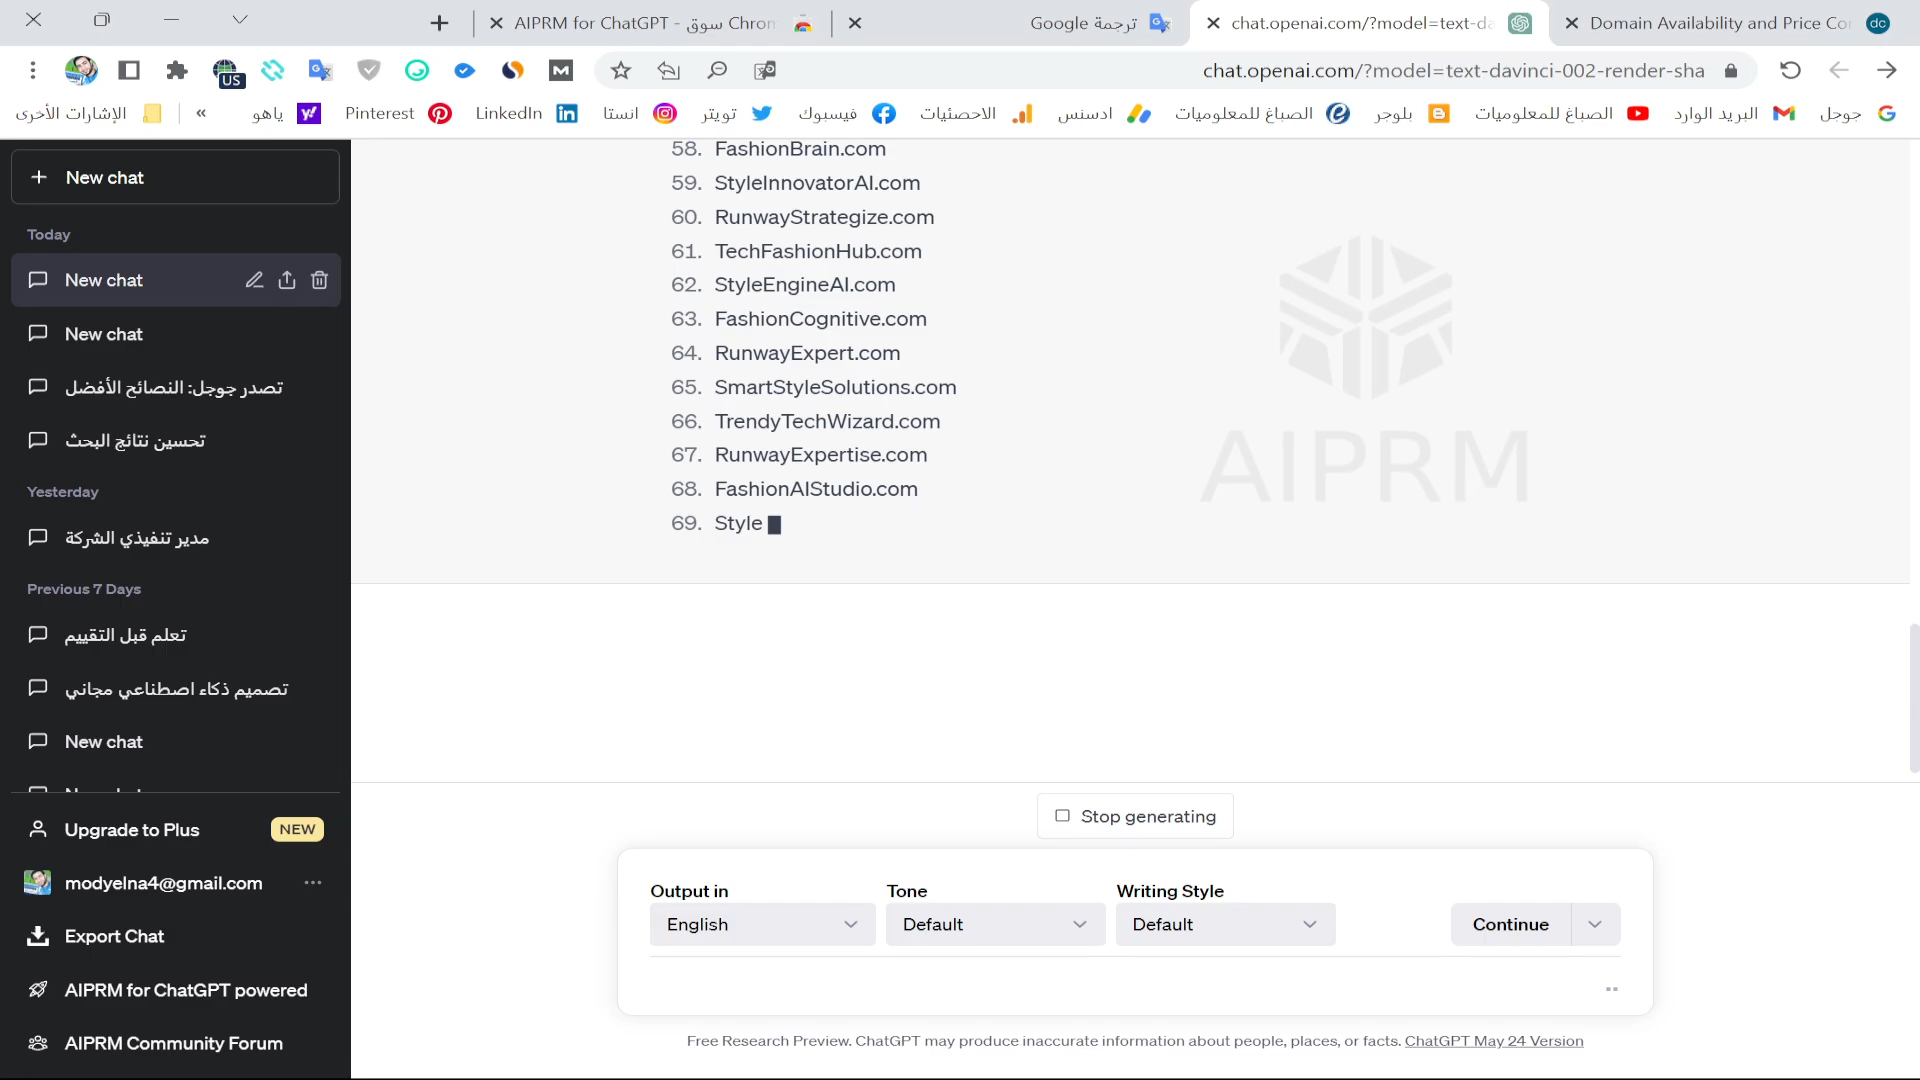 AIPRM for ChatGPT - سوق Chron
ترجمة Google
chat.openai.com/?model=text-da
Domain Availability and Price Co
dc
US
chat.openai.com/?model=text-davinci-002-render-sha
الإشارات الأخرى
«
ياهو
Pinterest
LinkedIn
انستا
تويتر
فيسبوك
الاحصئيات
ادسنس
الصباغ للمعلوميات
بلوجر
الصباغ للمعلوميات
البريد الوارد
جوجل
New chat
Today
New chat
New chat
تصدر جوجل: النصائح الأفضل
تحسين نتائج البحث
Yesterday
مدير تنفيذي الشركة
Previous 7 Days
تعلم قبل التقييم
تصميم ذكاء اصطناعي مجاني
New chat
Upgrade to Plus
NEW
modyelna4@gmail.com
Export Chat
AIPRM for ChatGPT powered
AIPRM Community Forum
58. FashionBrain.com
59. StyleInnovatorAI.com
60. RunwayStrategize.com
61. TechFashionHub.com
62. StyleEngineAI.com
63. FashionCognitive.com
64. RunwayExpert.com
65. SmartStyleSolutions.com
66. TrendyTechWizard.com
67. RunwayExpertise.com
68. FashionAIStudio.com
69. Style
AIPRM
Stop generating
Output in
Tone
Writing Style
English
Default
Default
Continue
Free Research Preview. ChatGPT may produce inaccurate information about people, places, or facts. ChatGPT May 24 Version